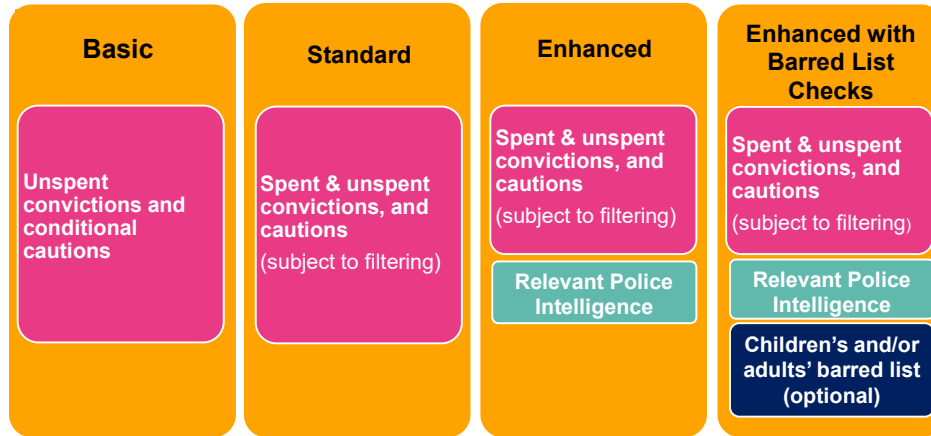 Basic
Unspent
convictions and
conditional
cautions
Standard
Spent & unspent
convictions, and
cautions
(subject to filtering)
Enhanced
Spent & unspent
convictions, and
cautions
(subject to filtering)
Relevant Police
Intelligence
Enhanced with
Barred List
Checks
Spent & unspent
convictions, and
cautions
(subject to filtering)
Relevant Police
Intelligence
Children’s and/or
adults’ barred list
(optional)